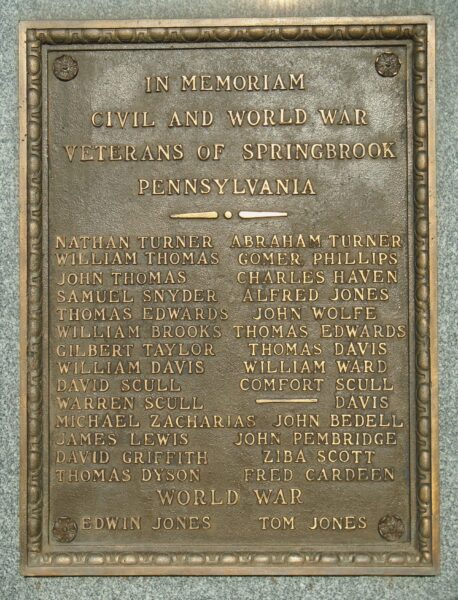 IN MEMORIAM
CIVIL AND WORLD WAR
VETERANS OF SPRINGBROOK
PENNSYLVANIA
NATHAN TURNER ABRAHAM TURNER
WILLIAM THOMAS GOMER PHILLIPS
JOHN THOMAS CHARLES HAVEN
SAMUEL SNYDER ALFRED JONES
THOMAS EDWARDS JOHN WOLFE
WILLIAM BROOKS THOMAS EDWARDS
GILBERT TAYLOR THOMAS DAVIS
WILLIAM DAVIS WILLIAM WARD
DAVID SCULL COMFORT SCULL
WARREN SCULL —— DAVIS
MICHAEL ZACHARIAS JOHN BEDELL
JAMES LEWIS JOHN PEMBRIDGE
DAVID GRIFFITH ZIBA SCOTT
THOMAS DYSON FRED CARDEEN
WORLD WAR
EDWIN JONES TOM JONES